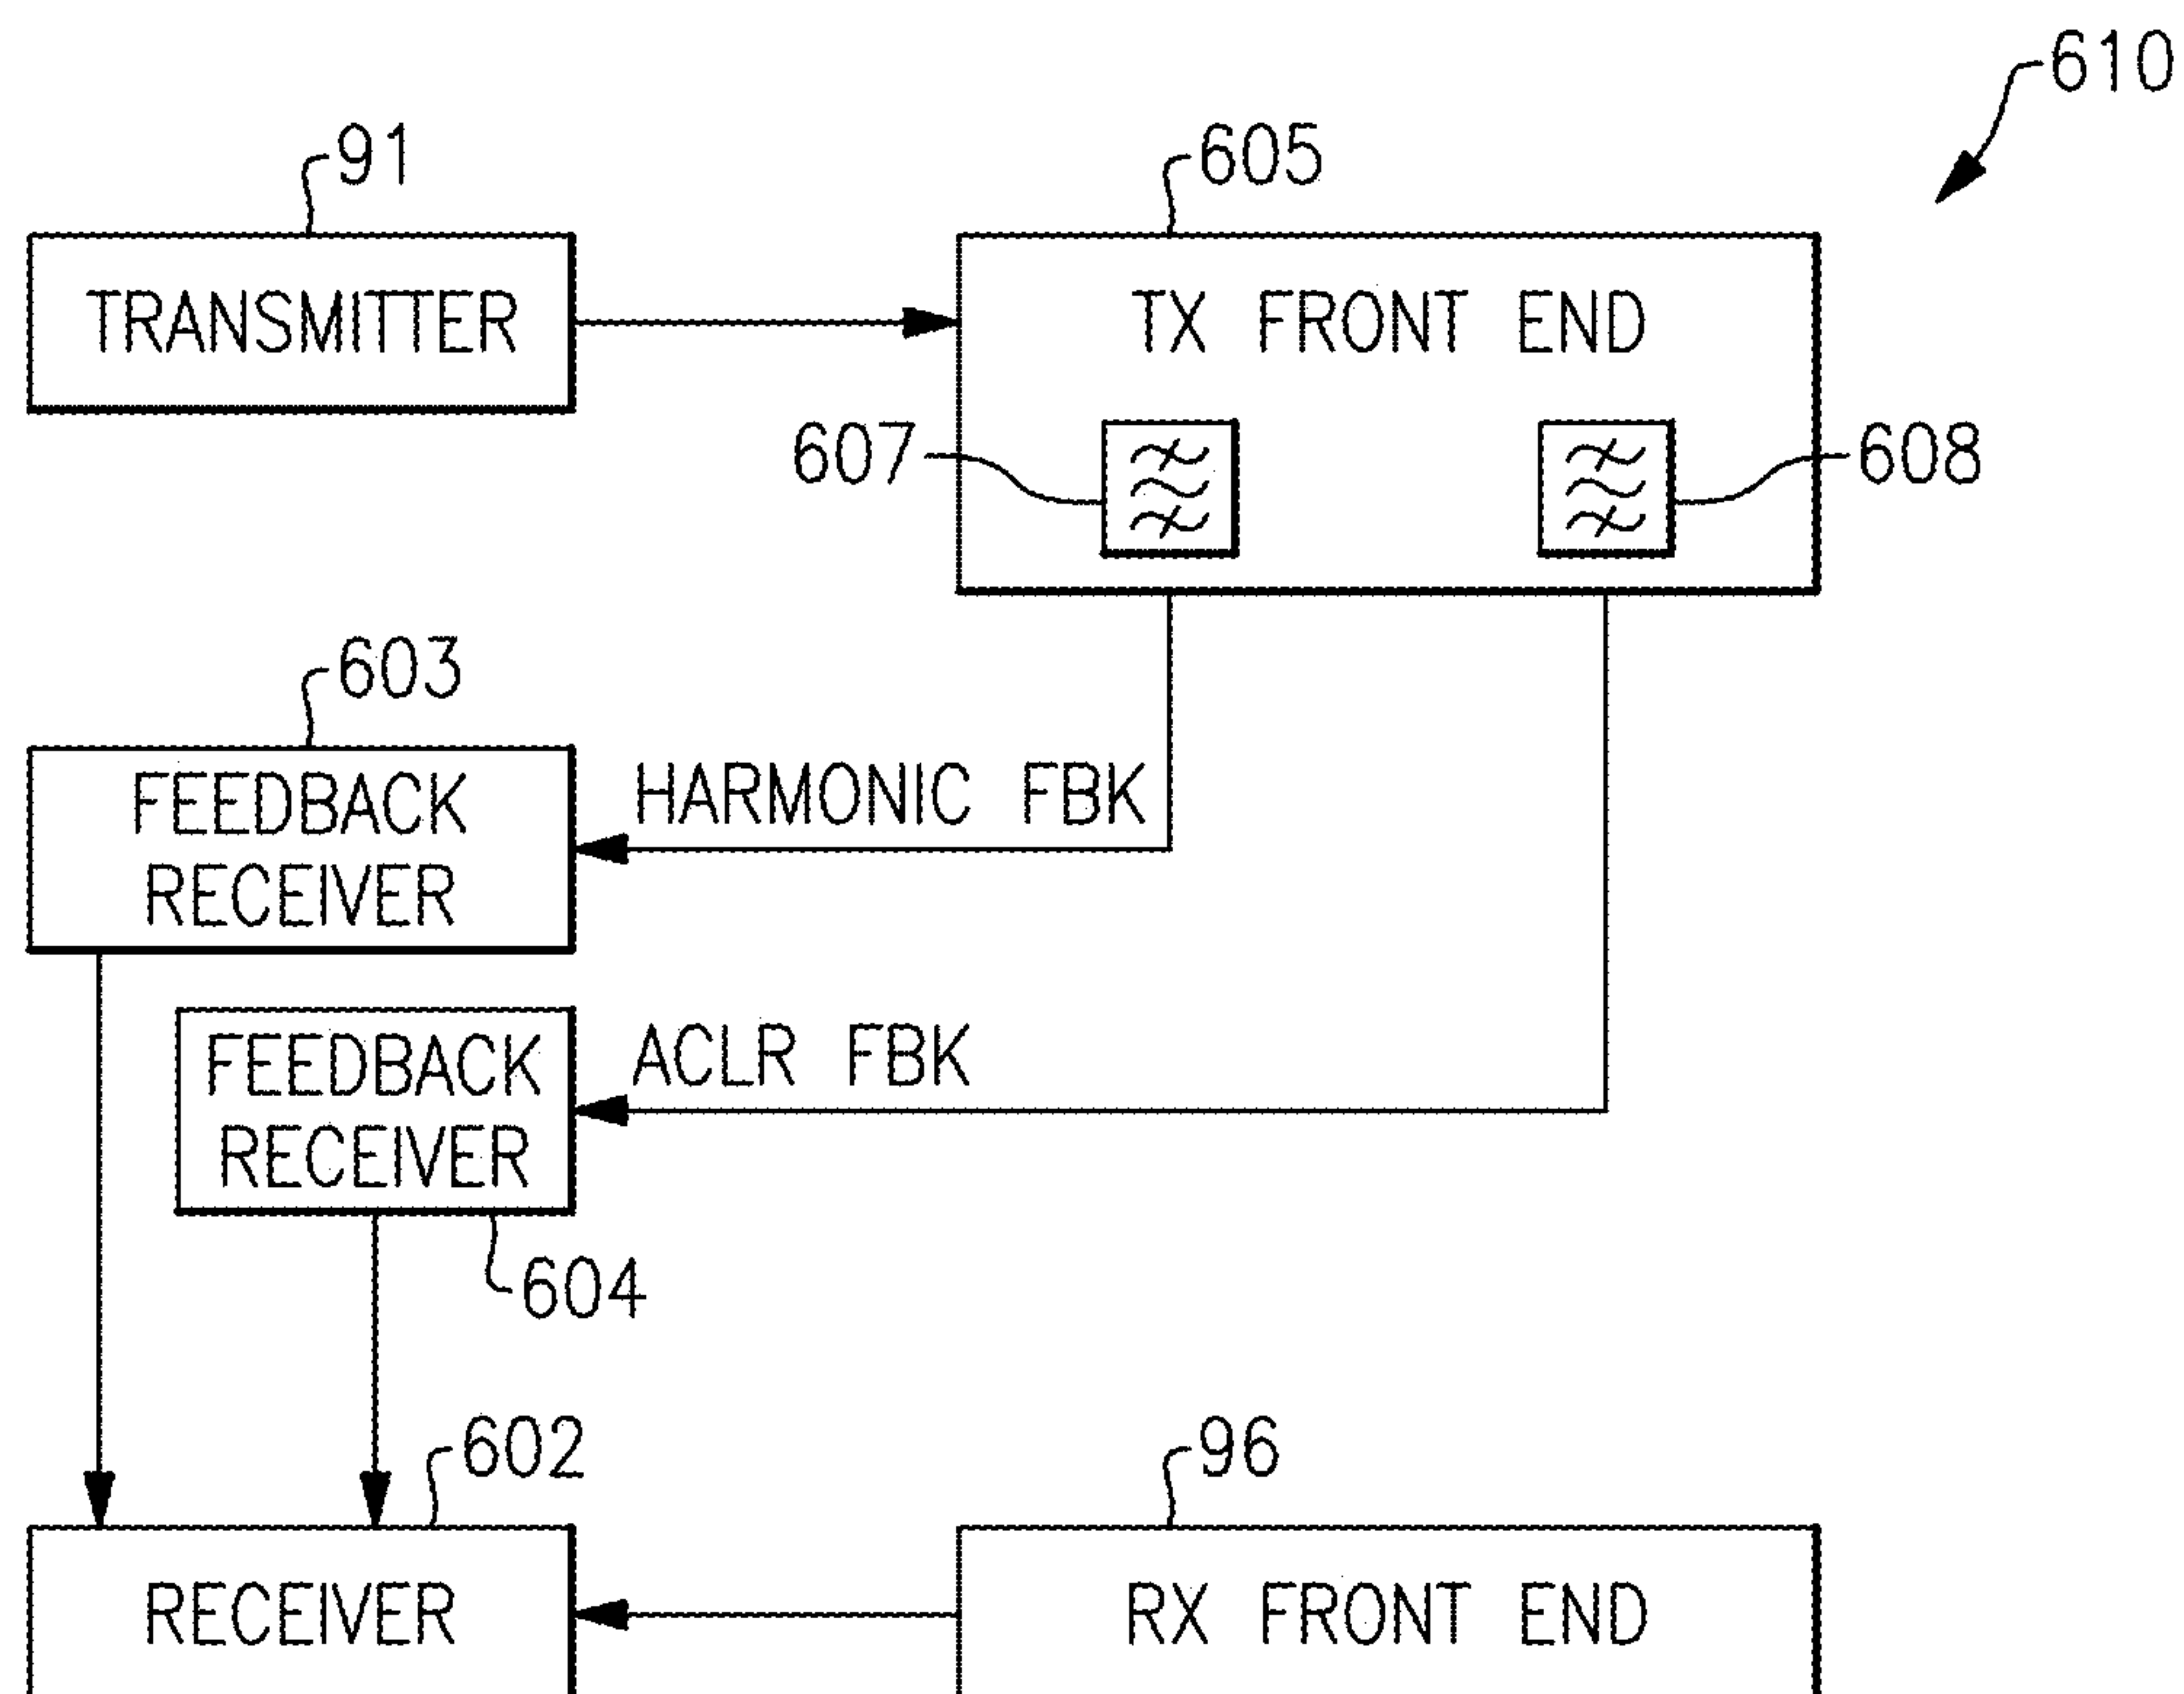 610
91
605
TRANSMITTER
TX FRONT END
607
608
603
FEEDBACK
RECEIVER
HARMONIC FBK
FEEDBACK
RECEIVER
ACLR FBK
604
602
96
RECEIVER
RX FRONT END